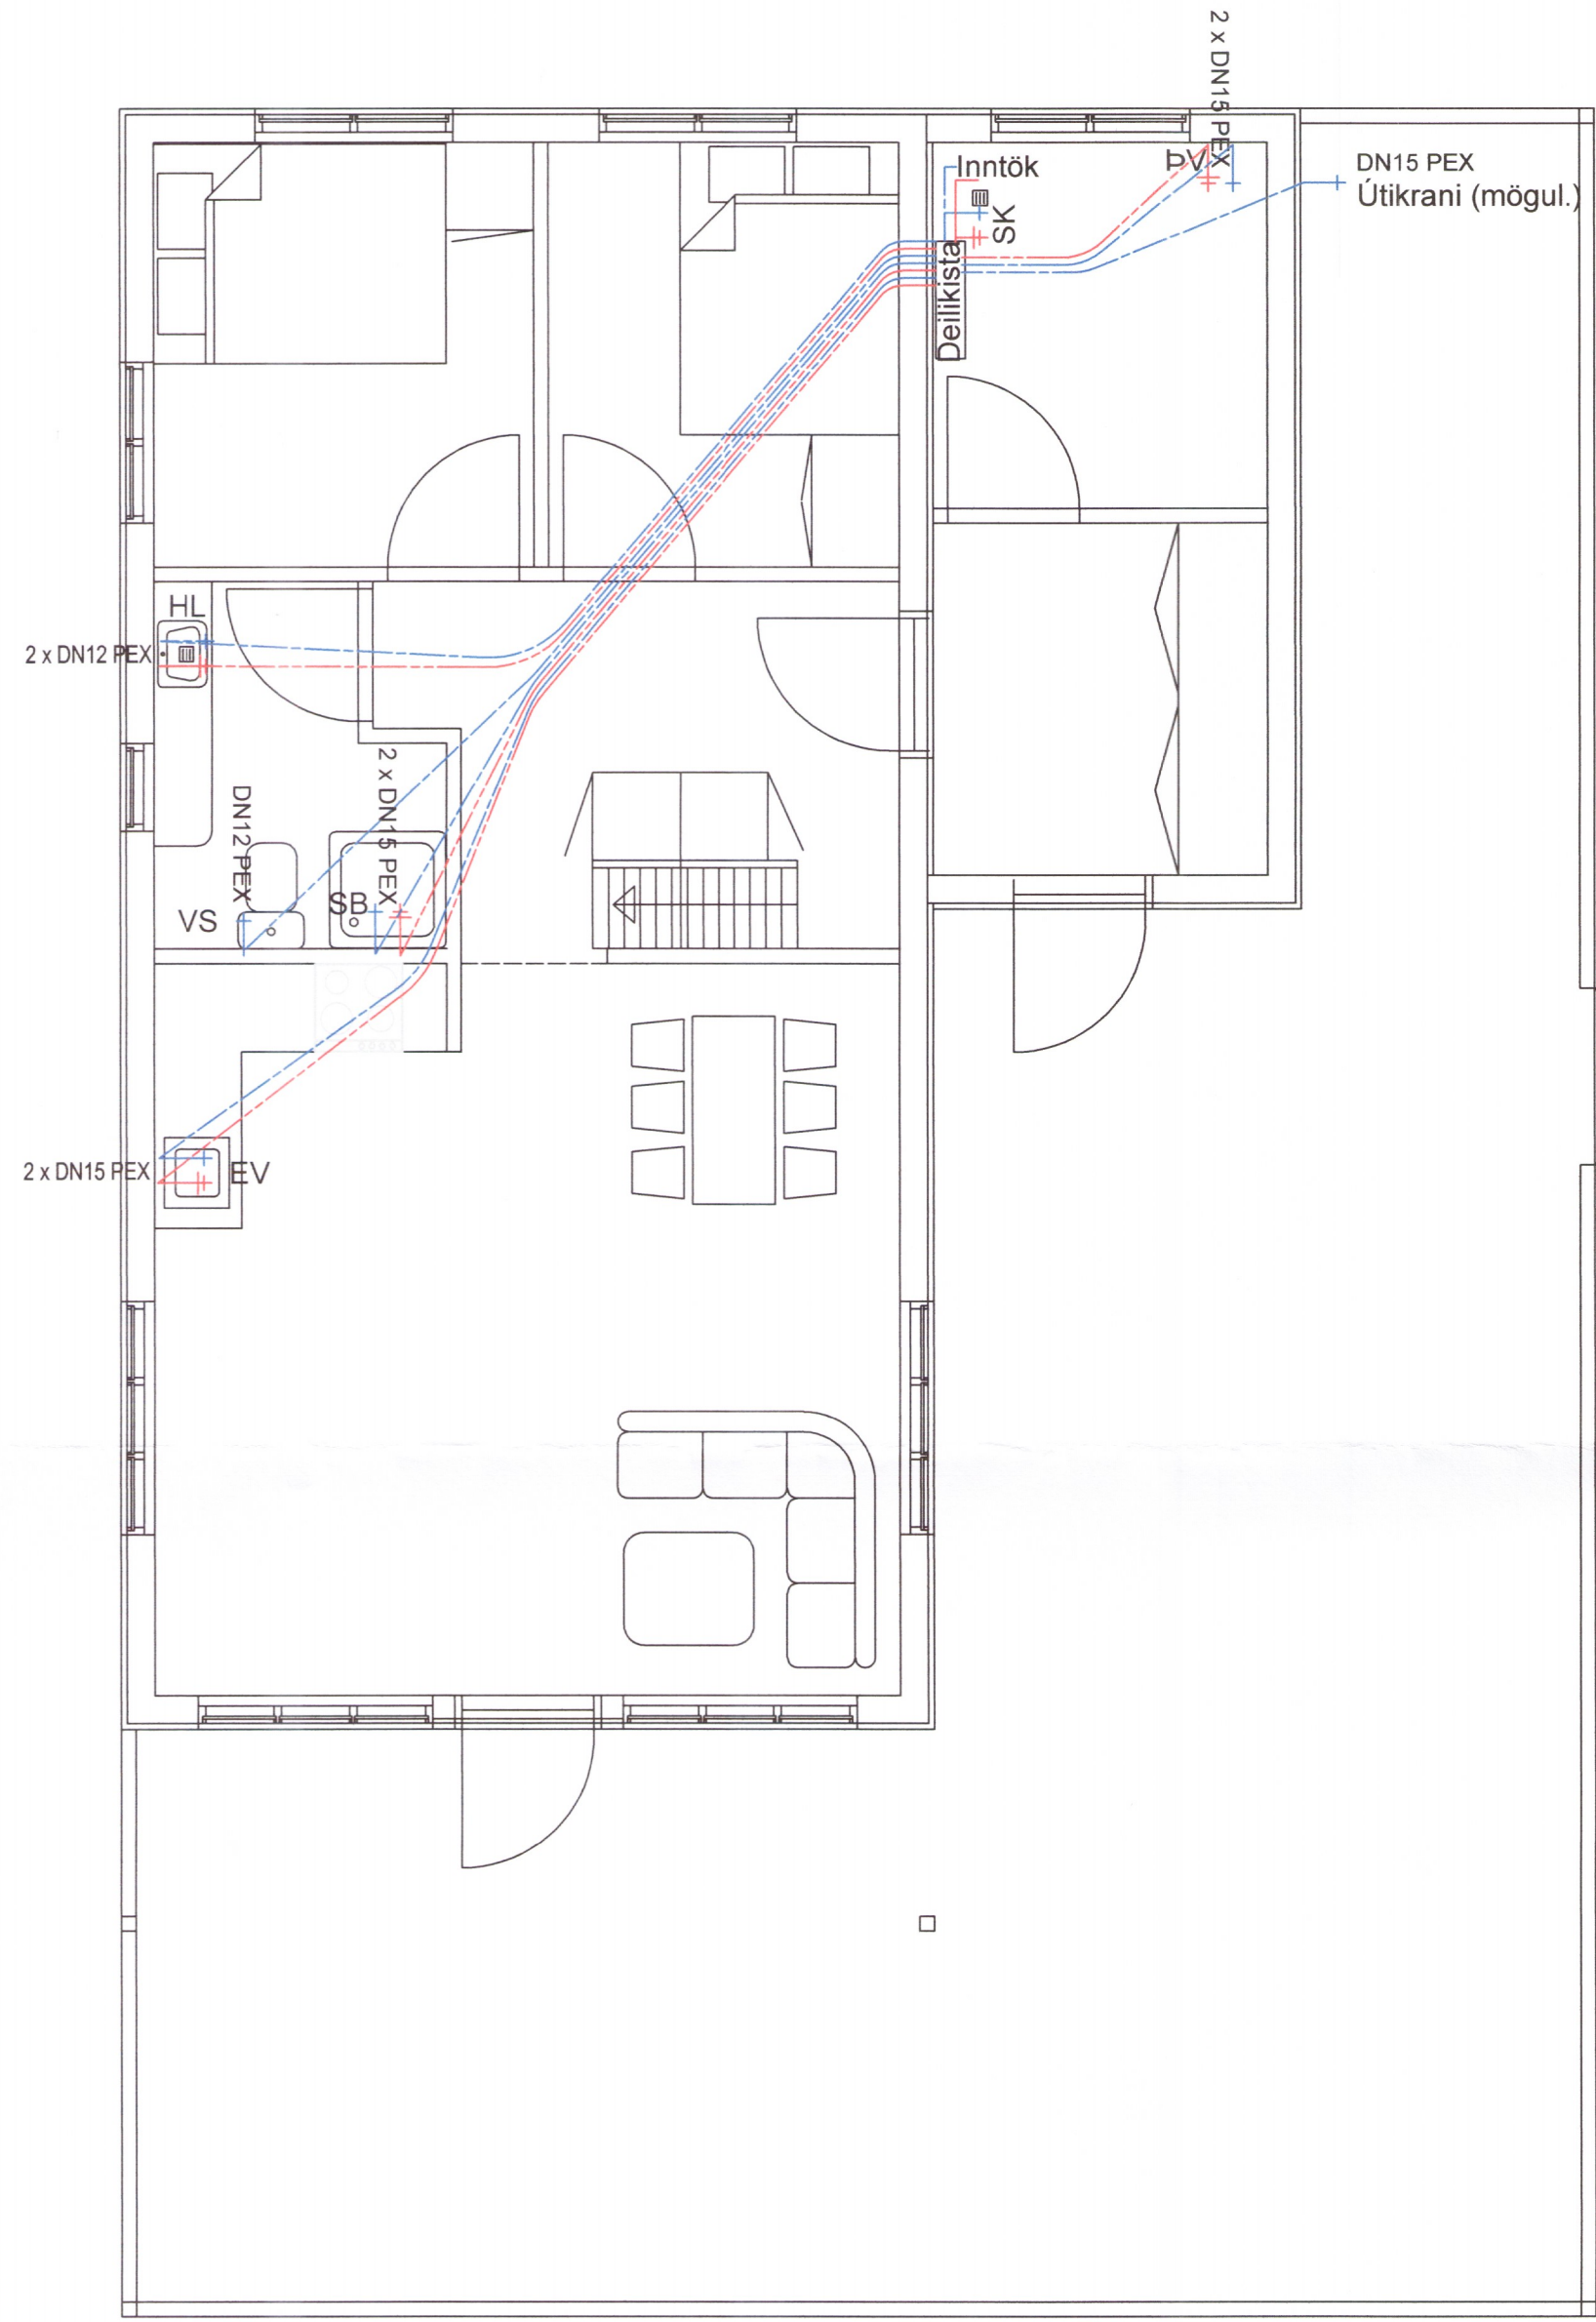 2 x DN15 PEX
ÞV
DN15 PEX
Útikrani (mögul.)
Inntök
SK
Deilikista
HL
2 x DN12 PEX
2 x DN15 PEX
DN12 PEX
SB
VS
2 x DN15 PEX
EV